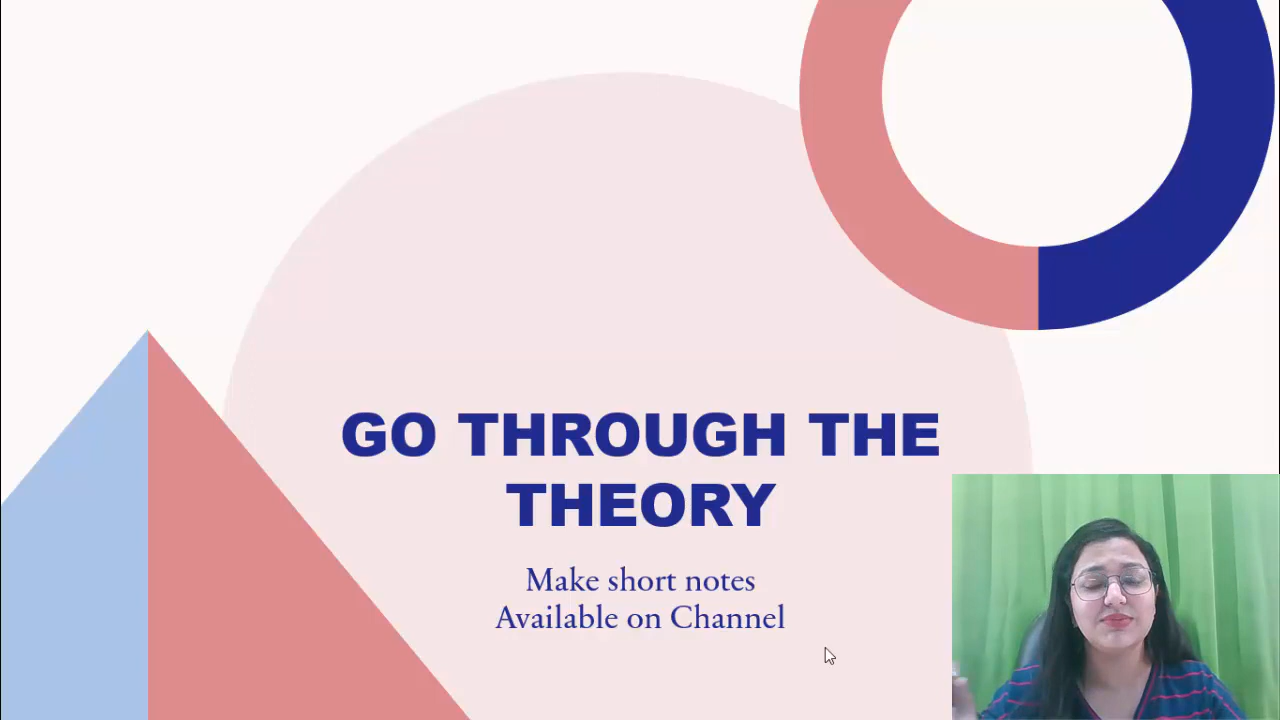 GO THROUGH THE
THEORY
Make short notes
Available on Channel